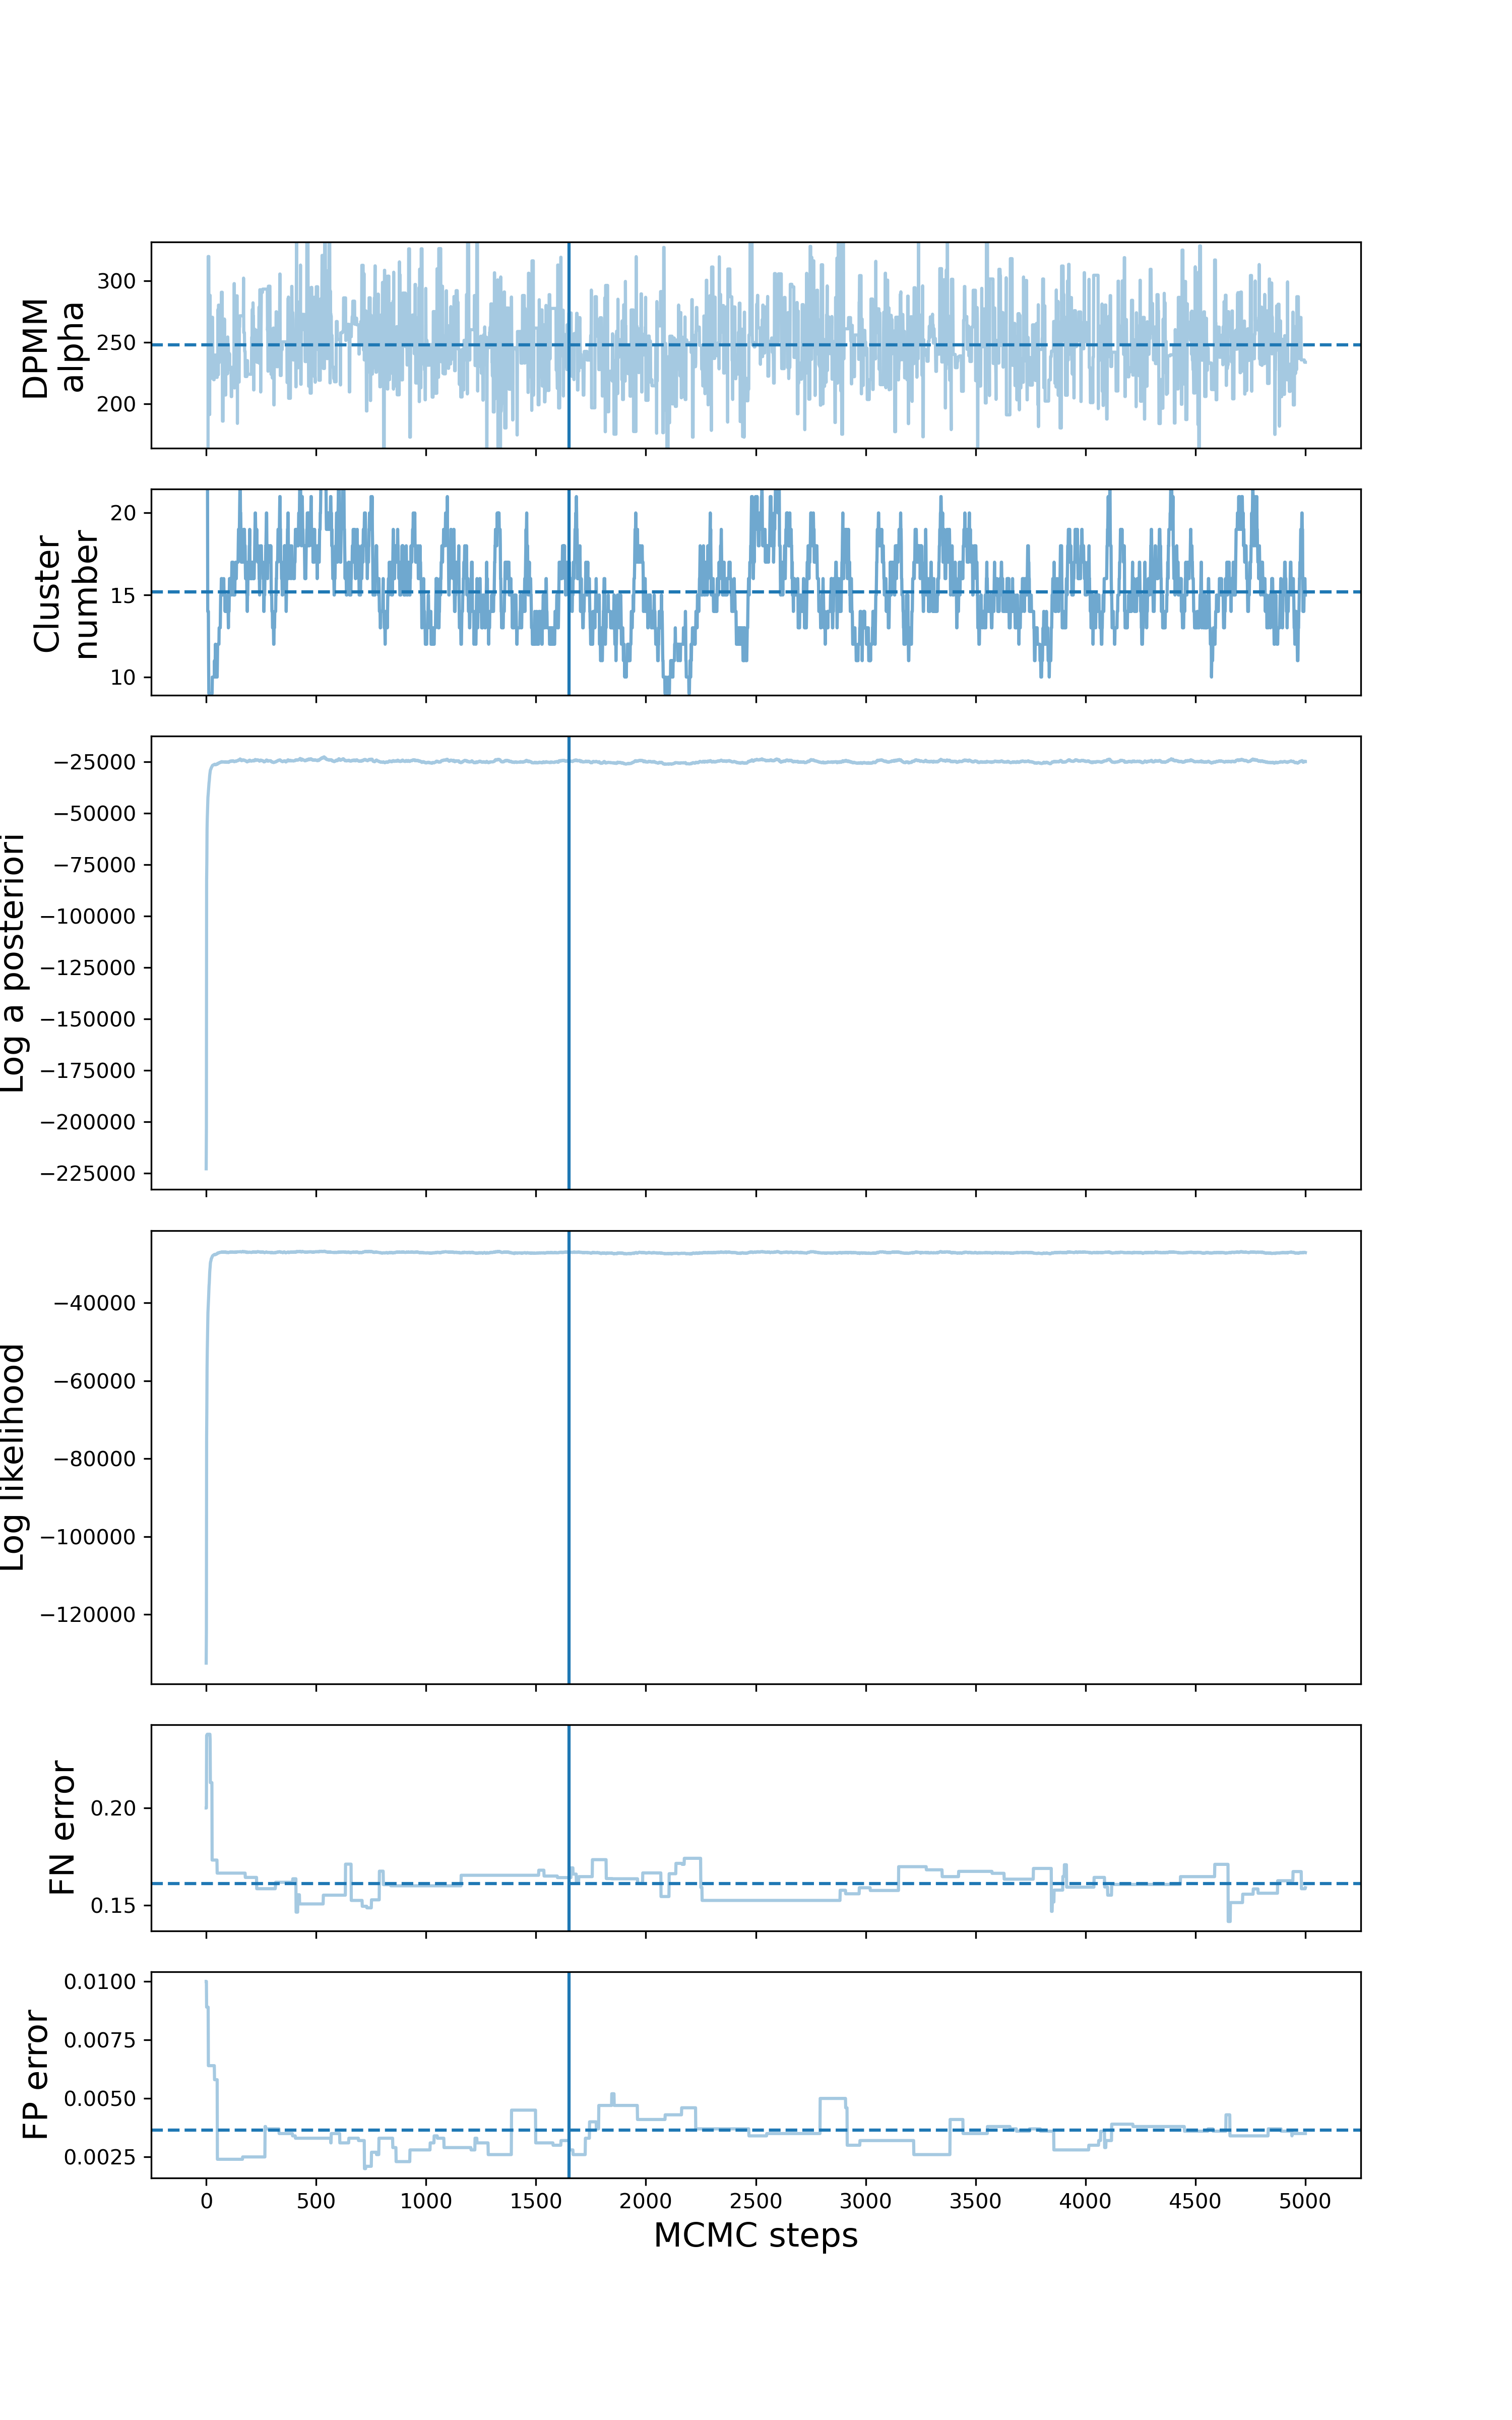 DPMM
alpha
300
250
200
Cluster
number
20
15
10
Log a posteriori
−25000
−50000
−75000
−100000
−125000
−150000
−175000
−200000
−225000
Log likelihood
−40000
−60000
−80000
−100000
−120000
FN error
0.20
0.15
FP error
0.0100
0.0075
0.0050
0.0025
0 500 1000 1500 2000 2500 3000 3500 4000 4500 5000
MCMC steps